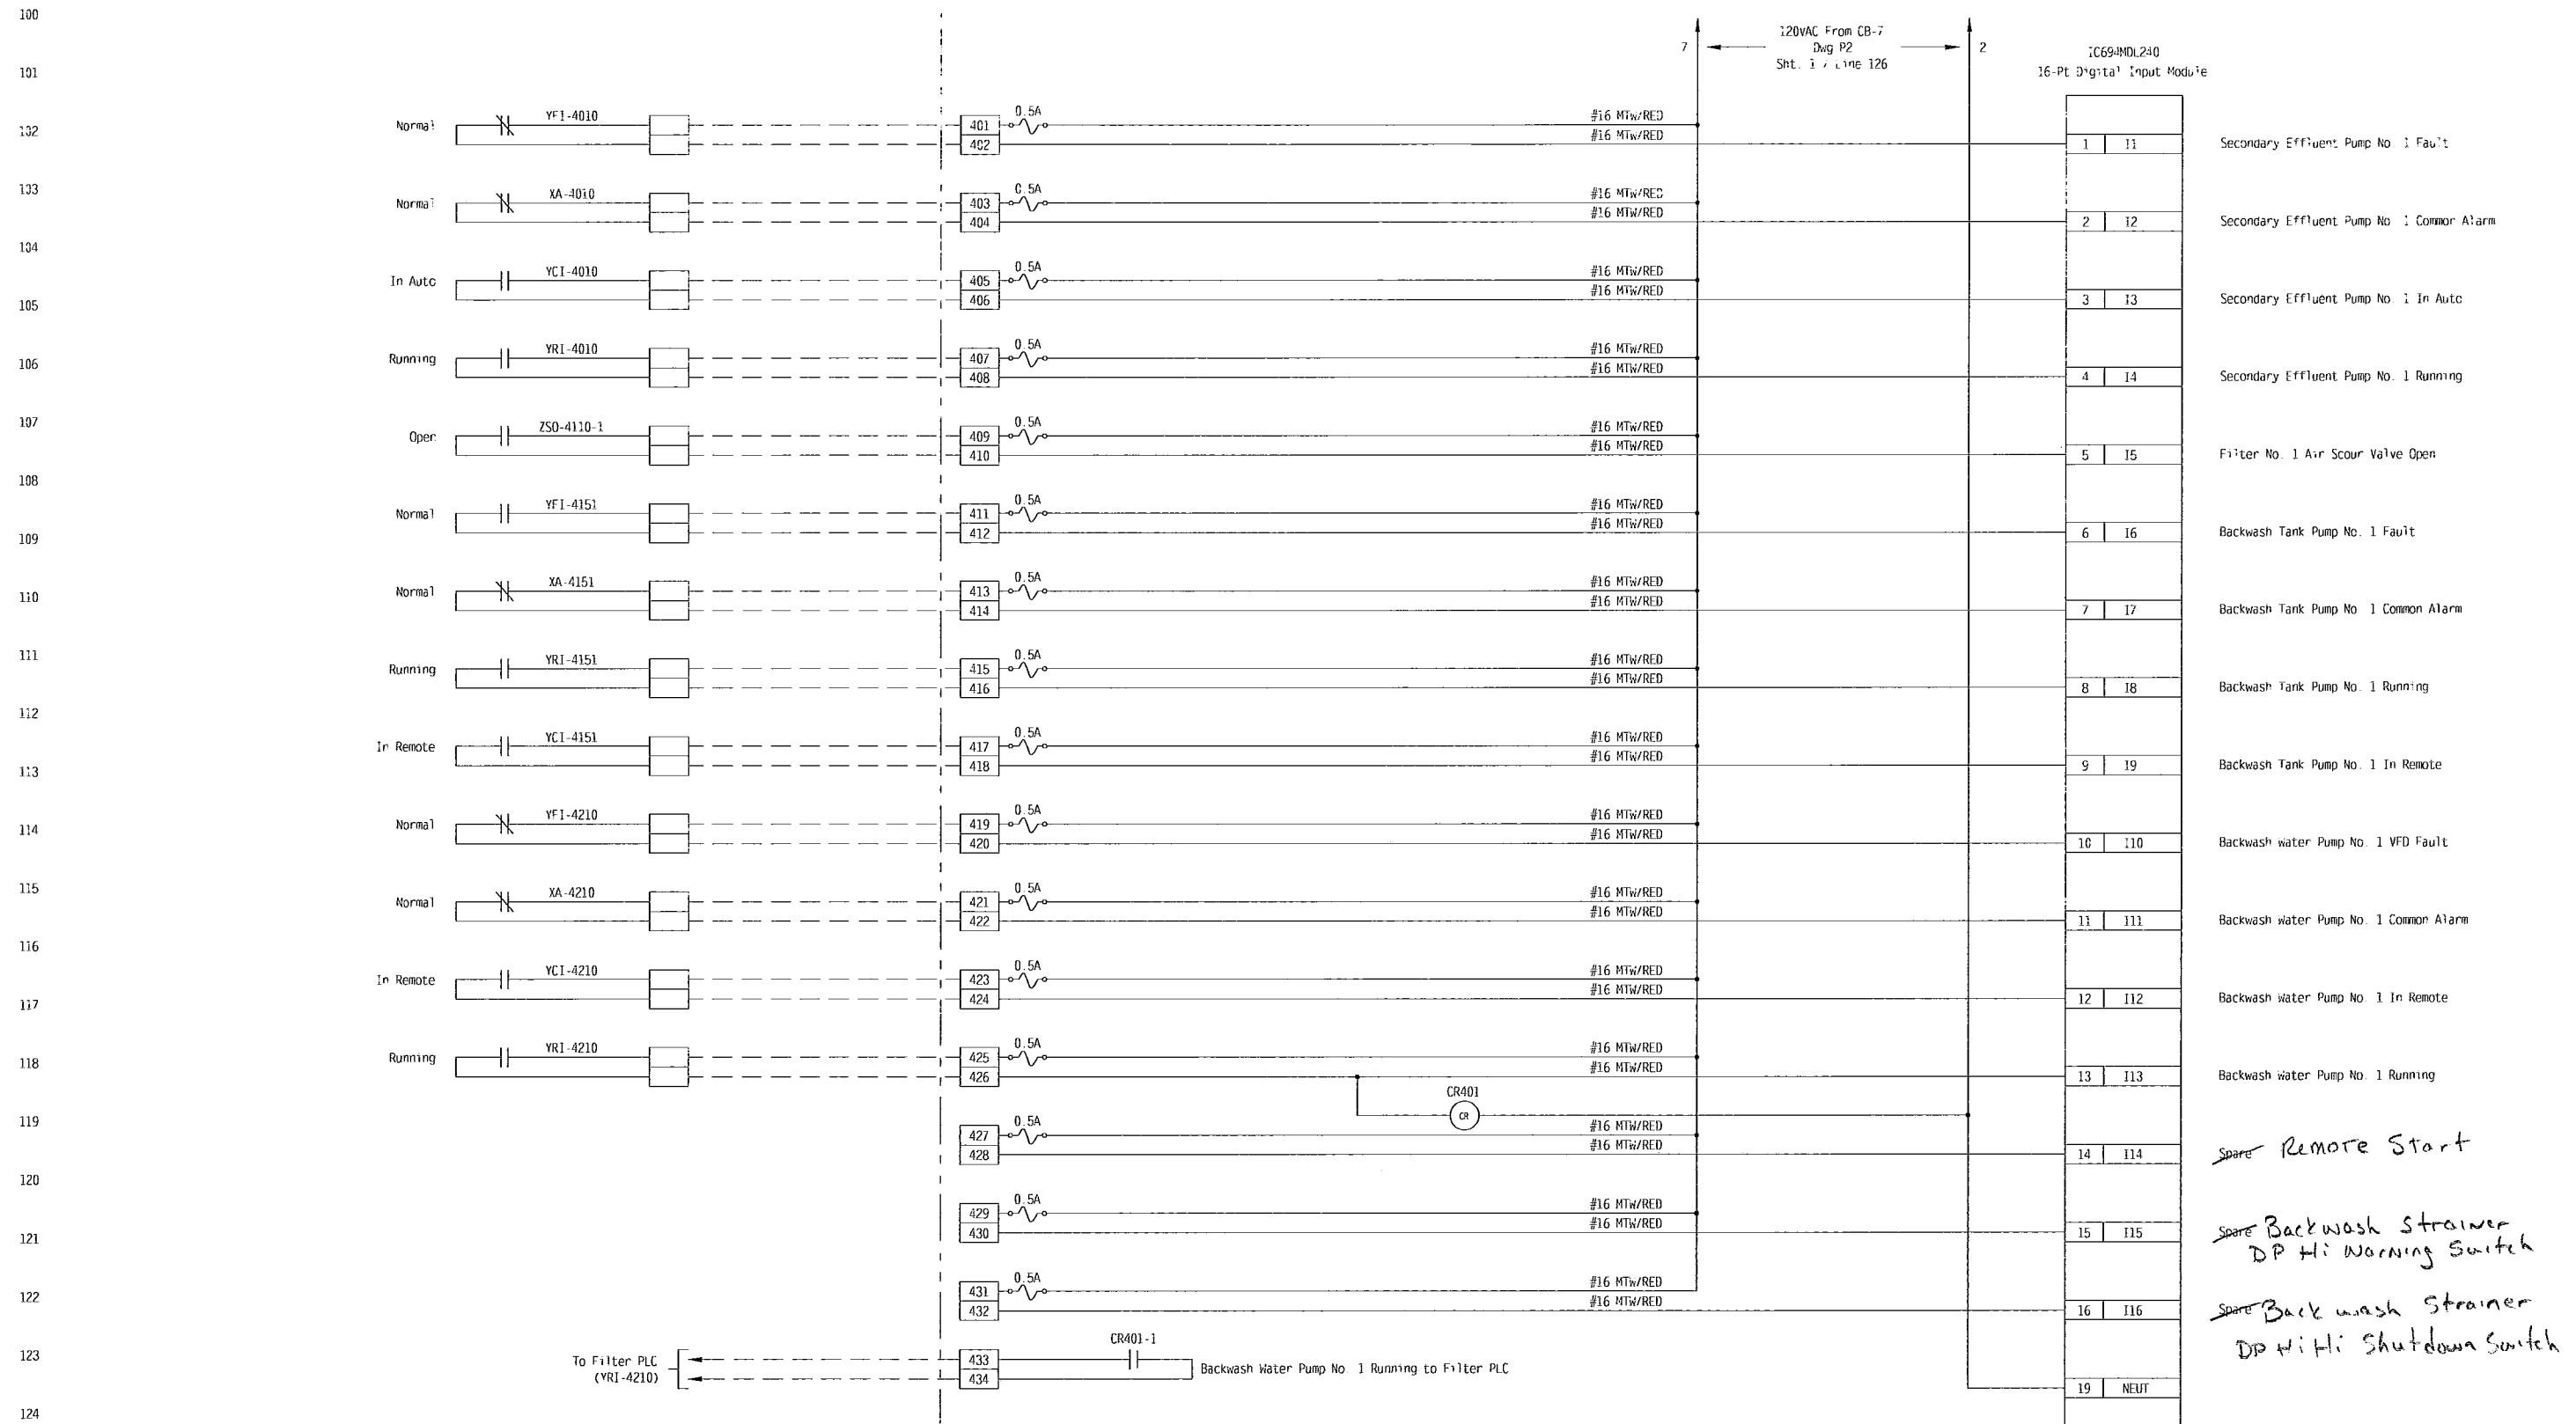 100
120vAC From CB-7
7
Dwg P2
2
Sht. 1 / Line 126
IC694MDL240
16-Pt Digital Input Module
101
102
Normal
YFI-4010
401
402
0.5A
#16 MTW/RED
#16 MTW/RED
1 I1
Secondary Effluent Pump No. 1 Fault
103
Normal
XA-4010
403
404
0.5A
#16 MTW/RED
#16 MTW/RED
2 I2
Secondary Effluent Pump No. 1 Common Alarm
104
In Auto
YCI-4010
405
406
0.5A
#16 MTW/RED
#16 MTW/RED
3 I3
Secondary Effluent Pump No. 1 In Auto
105
Running
YRI-4010
407
408
0.5A
#16 MTW/RED
#16 MTW/RED
4 I4
Secondary Effluent Pump No. 1 Running
106
107
Open
ZSO-4110-1
409
410
0.5A
#16 MTW/RED
#16 MTW/RED
5 I5
Filter No. 1 Air Scour Valve Open
108
Normal
YFI-4151
411
412
0.5A
#16 MTW/RED
#16 MTW/RED
6 I6
Backwash Tank Pump No. 1 Fault
109
110
Normal
XA-4151
413
414
0.5A
#16 MTW/RED
#16 MTW/RED
7 I7
Backwash Tank Pump No. 1 Common Alarm
111
Running
YRI-4151
415
416
0.5A
#16 MTW/RED
#16 MTW/RED
8 I8
Backwash Tank Pump No. 1 Running
112
In Remote
YCI-4151
417
418
0.5A
#16 MTW/RED
#16 MTW/RED
9 I9
Backwash Tank Pump No. 1 In Remote
113
114
Normal
YFI-4210
419
420
0.5A
#16 MTW/RED
#16 MTW/RED
10 I10
Backwash Water Pump No. 1 VFD Fault
115
Normal
XA-4210
421
422
0.5A
#16 MTW/RED
#16 MTW/RED
11 I11
Backwash Water Pump No. 1 Common Alarm
116
In Remote
YCI-4210
423
424
0.5A
#16 MTW/RED
#16 MTW/RED
12 I12
Backwash Water Pump No. 1 In Remote
117
118
Running
YRI-4210
425
426
0.5A
#16 MTW/RED
#16 MTW/RED
13 I13
Backwash Water Pump No. 1 Running
CR401
CR
119
427
428
0.5A
#16 MTW/RED
#16 MTW/RED
14 I14
Spare Remote Start
120
429
430
0.5A
#16 MTW/RED
#16 MTW/RED
15 I15
Spare Backwash Strainer
DP Hi Warning Switch
121
122
431
432
0.5A
#16 MTW/RED
#16 MTW/RED
16 I16
Spare Back wash Strainer
DP HiHi Shutdown Switch
123
To Filter PLC
(YRI-4210)
433
434
CR401-1
Backwash Water Pump No. 1 Running to Filter PLC
19 NEUT
124